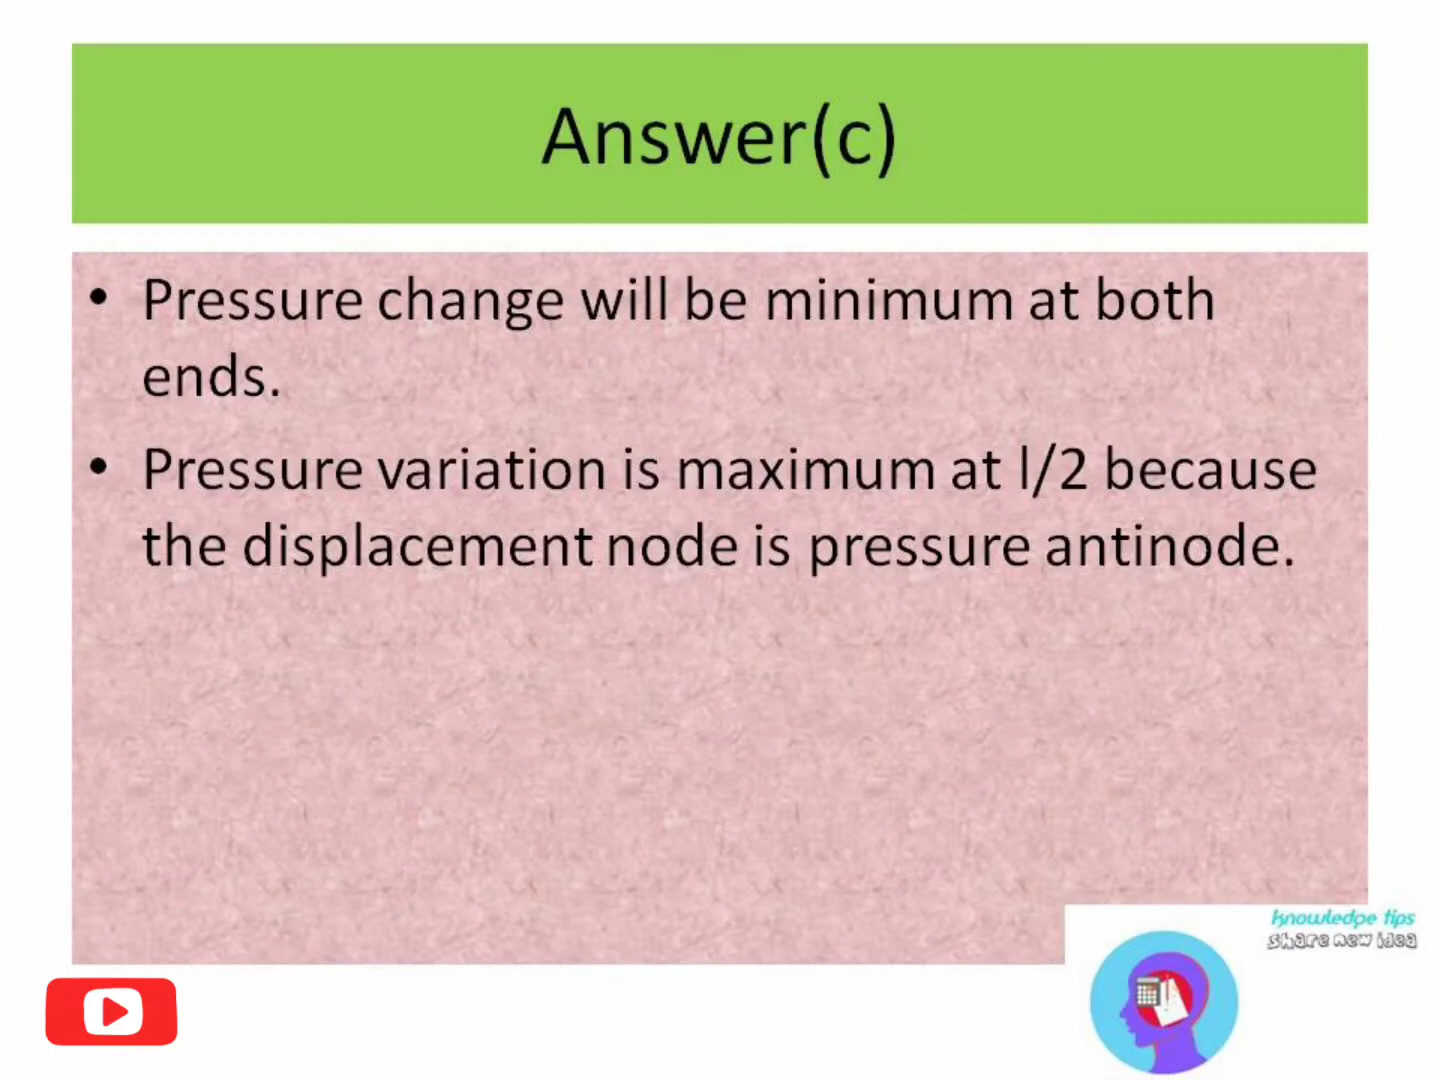 Answer(c)
• Pressure change will be minimum at both
ends.
• Pressure variation is maximum at l/2 because
the displacement node is pressure antinode.
knowledge tips
share new idea